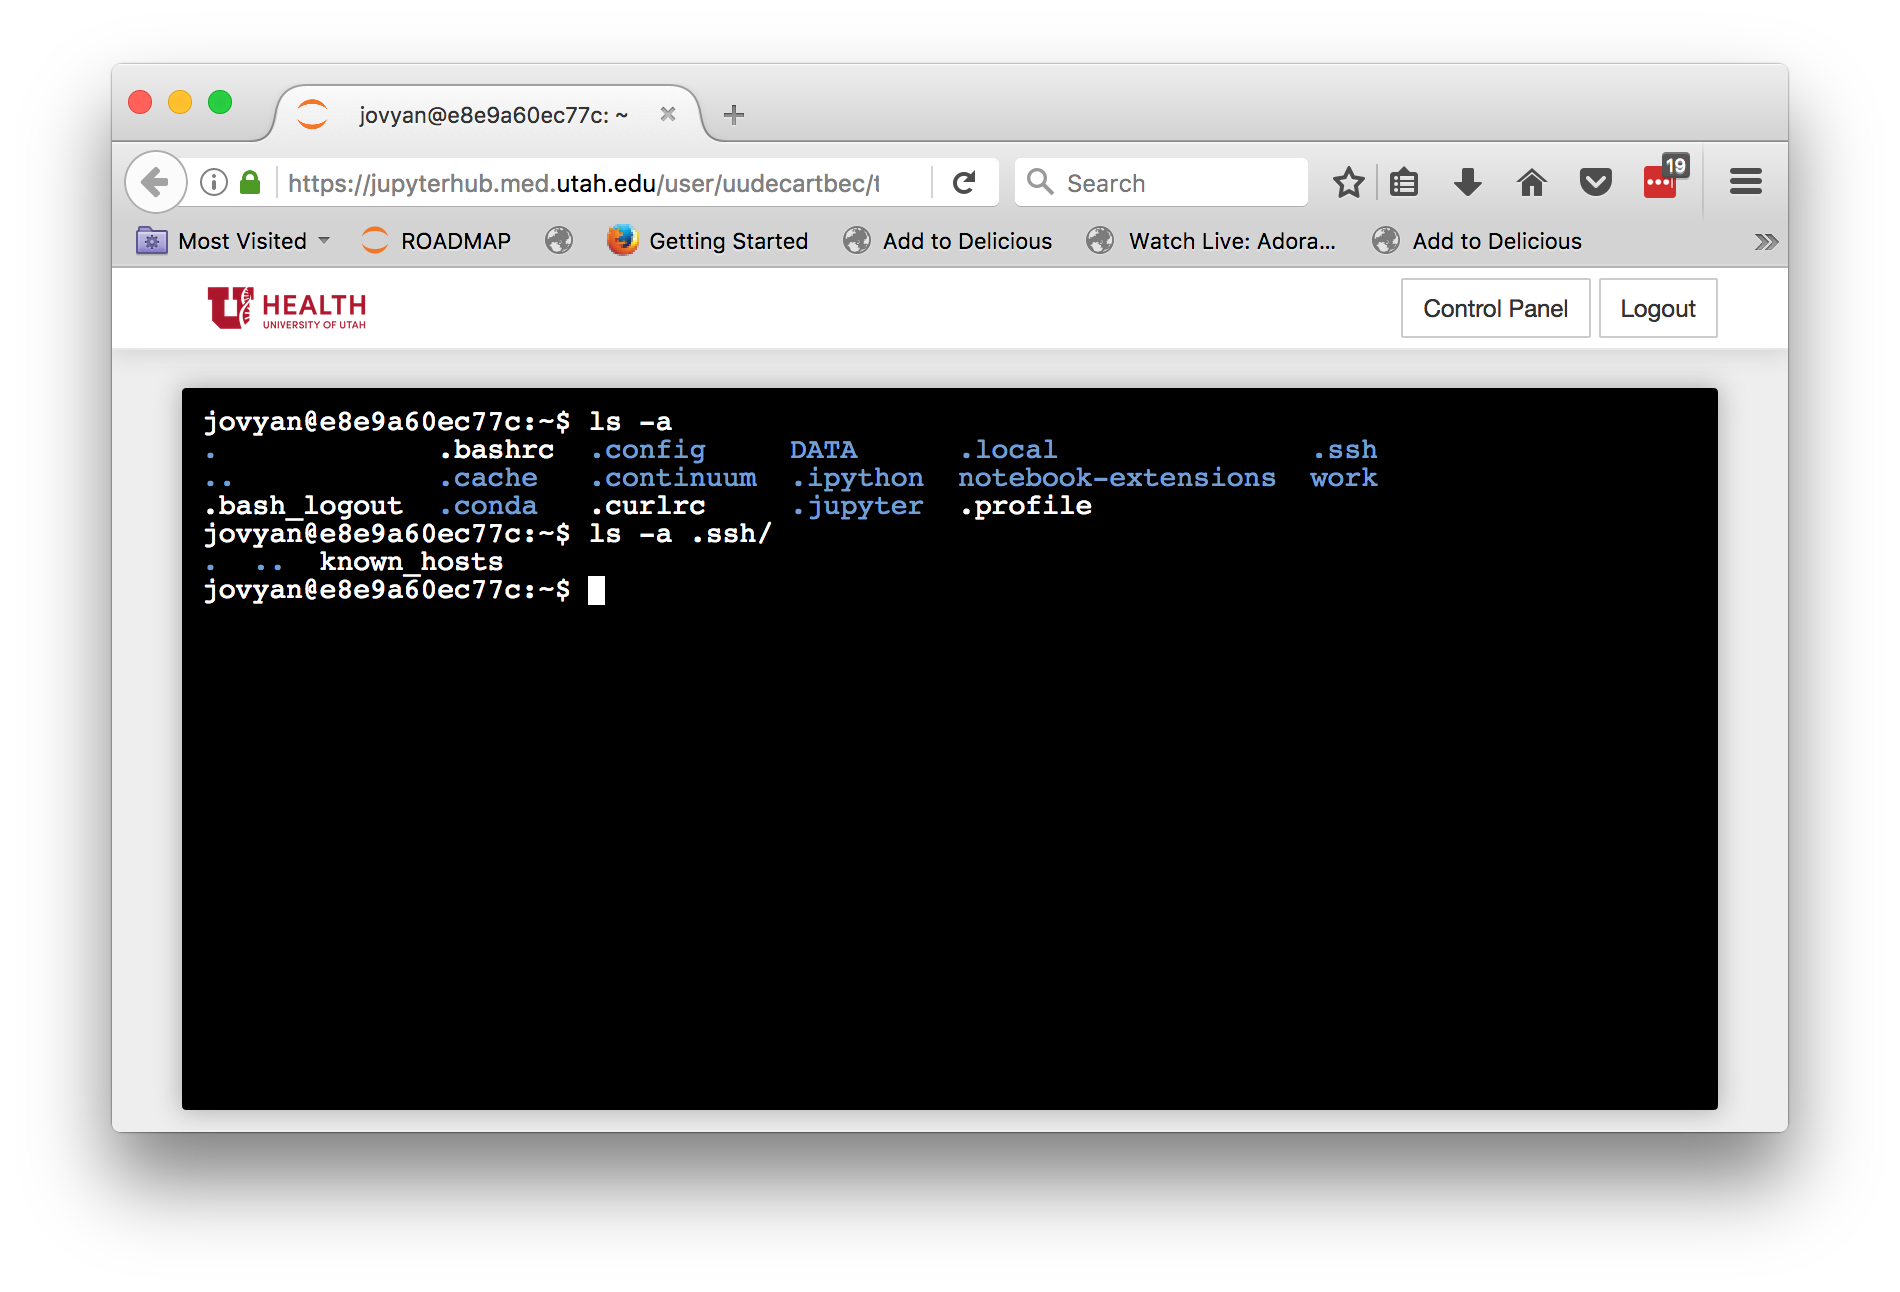 jovyan@e8e9a60ec77c: ~
https://jupyterhub.med.utah.edu/user/uudecartbec/t
Search
19
Most Visited ROADMAP Getting Started Add to Delicious Watch Live: Adora... Add to Delicious
U HEALTH
UNIVERSITY OF UTAH
Control Panel Logout
jovyan@e8e9a60ec77c:~$ ls -a
. .bashrc .config DATA .local .ssh
.. .cache .continuum .ipython notebook-extensions work
.bash_logout .conda .curlrc .jupyter .profile
jovyan@e8e9a60ec77c:~$ ls -a .ssh/
. .. known_hosts
jovyan@e8e9a60ec77c:~$